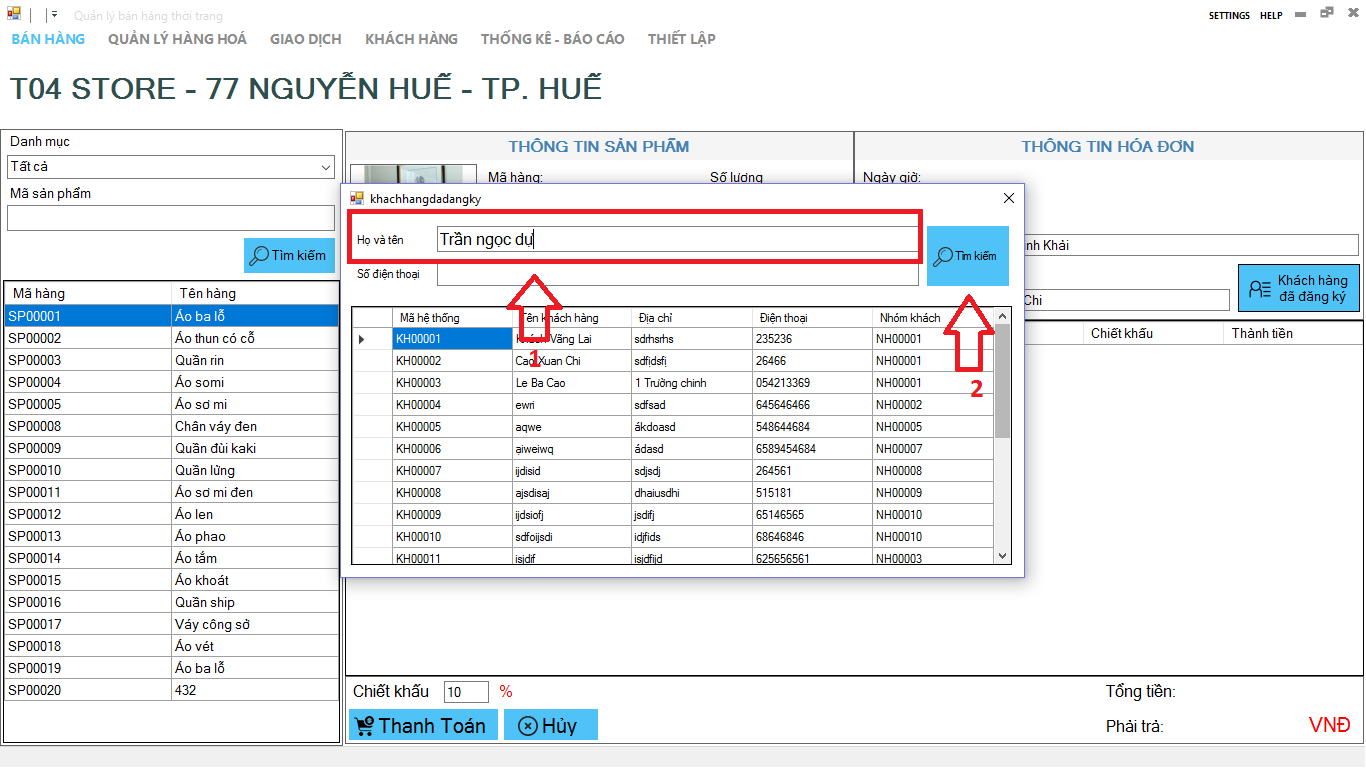 Quản lý bán hàng thời trang
SETTINGS HELP
BÁN HÀNG QUẢN LÝ HÀNG HOÁ GIAO DỊCH KHÁCH HÀNG THỐNG KÊ - BÁO CÁO THIẾT LẬP
T04 STORE - 77 NGUYỄN HUẾ - TP. HUẾ
Danh mục
Tất cả
Mã sản phẩm
Tìm kiếm
Mã hàng Tên hàng
SP00001 Áo ba lỗ
SP00002 Áo thun có cỗ
SP00003 Quần rin
SP00004 Áo somi
SP00005 Áo sơ mi
SP00008 Chân váy đen
SP00009 Quần đùi kaki
SP00010 Quần lửng
SP00011 Áo sơ mi đen
SP00012 Áo len
SP00013 Áo phao
SP00014 Áo tắm
SP00015 Áo khoát
SP00016 Quần ship
SP00017 Váy công sở
SP00018 Áo vét
SP00019 Áo ba lỗ
SP00020 432
THÔNG TIN SẢN PHẨM
Mã hàng: Số lương
THÔNG TIN HÓA ĐƠN
Ngày giờ:
nh Khải
Chi
Khách hàng
đã đăng ký
Chiết khấu Thành tiền
khachhangdadangky
Họ và tên Trần ngọc dự
Số điện thoại
Tìm kiếm
1
2
Mã hệ thống Tên khách hàng Địa chỉ Điện thoại Nhóm khách
KH00001 Khách Vãng Lai sdrhsrhs 235236 NH00001
KH00002 Cao Xuan Chi sdfjdsfj 26466 NH00001
KH00003 Le Ba Cao 1 Trường chinh 054213369 NH00001
KH00004 ewri sdfsad 645646466 NH00002
KH00005 aqwe ákdoasd 548644684 NH00005
KH00006 aịweiwq ádasd 6589454684 NH00007
KH00007 ijdisid sdjsdj 264561 NH00008
KH00008 ajsdisaj dhaiusdhi 515181 NH00009
KH00009 ijdsiofj jsdifj 65146565 NH00010
KH00010 sdfoijsdi idjfids 68646846 NH00010
KH00011 isjdif isjdfijd 625656561 NH00003
Chiết khấu 10 %
Thanh Toán Hủy
Tổng tiền:
Phải trả: VNĐ